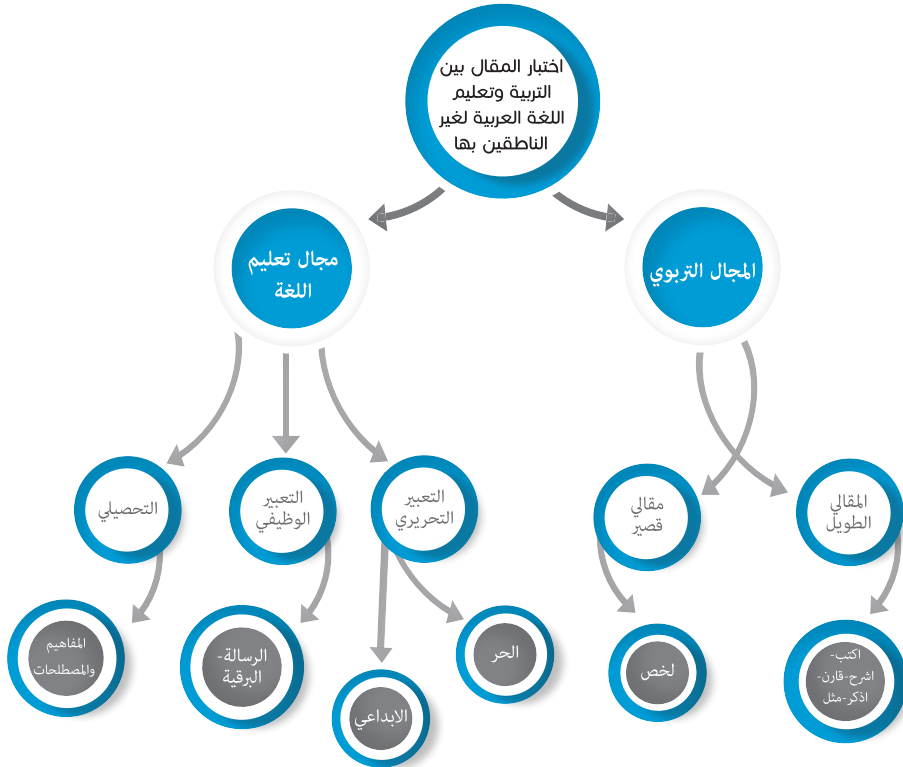 اختبار المقال بين
التربية وتعليم
اللغة العربية لغير
الناطقين بها
المجال التربوي
مجال تعليم
اللغة
المقالي
الطويل
مقالي
قصير
التعبير
التحريري
التعبير
الوظيفي
التحصيلي
اكتب-
اشرح-قارن-
اذكر-مثل
لخص
الحر
الابداعي
الرسالة-
البرقية
المفاهيم
والمصطلحات